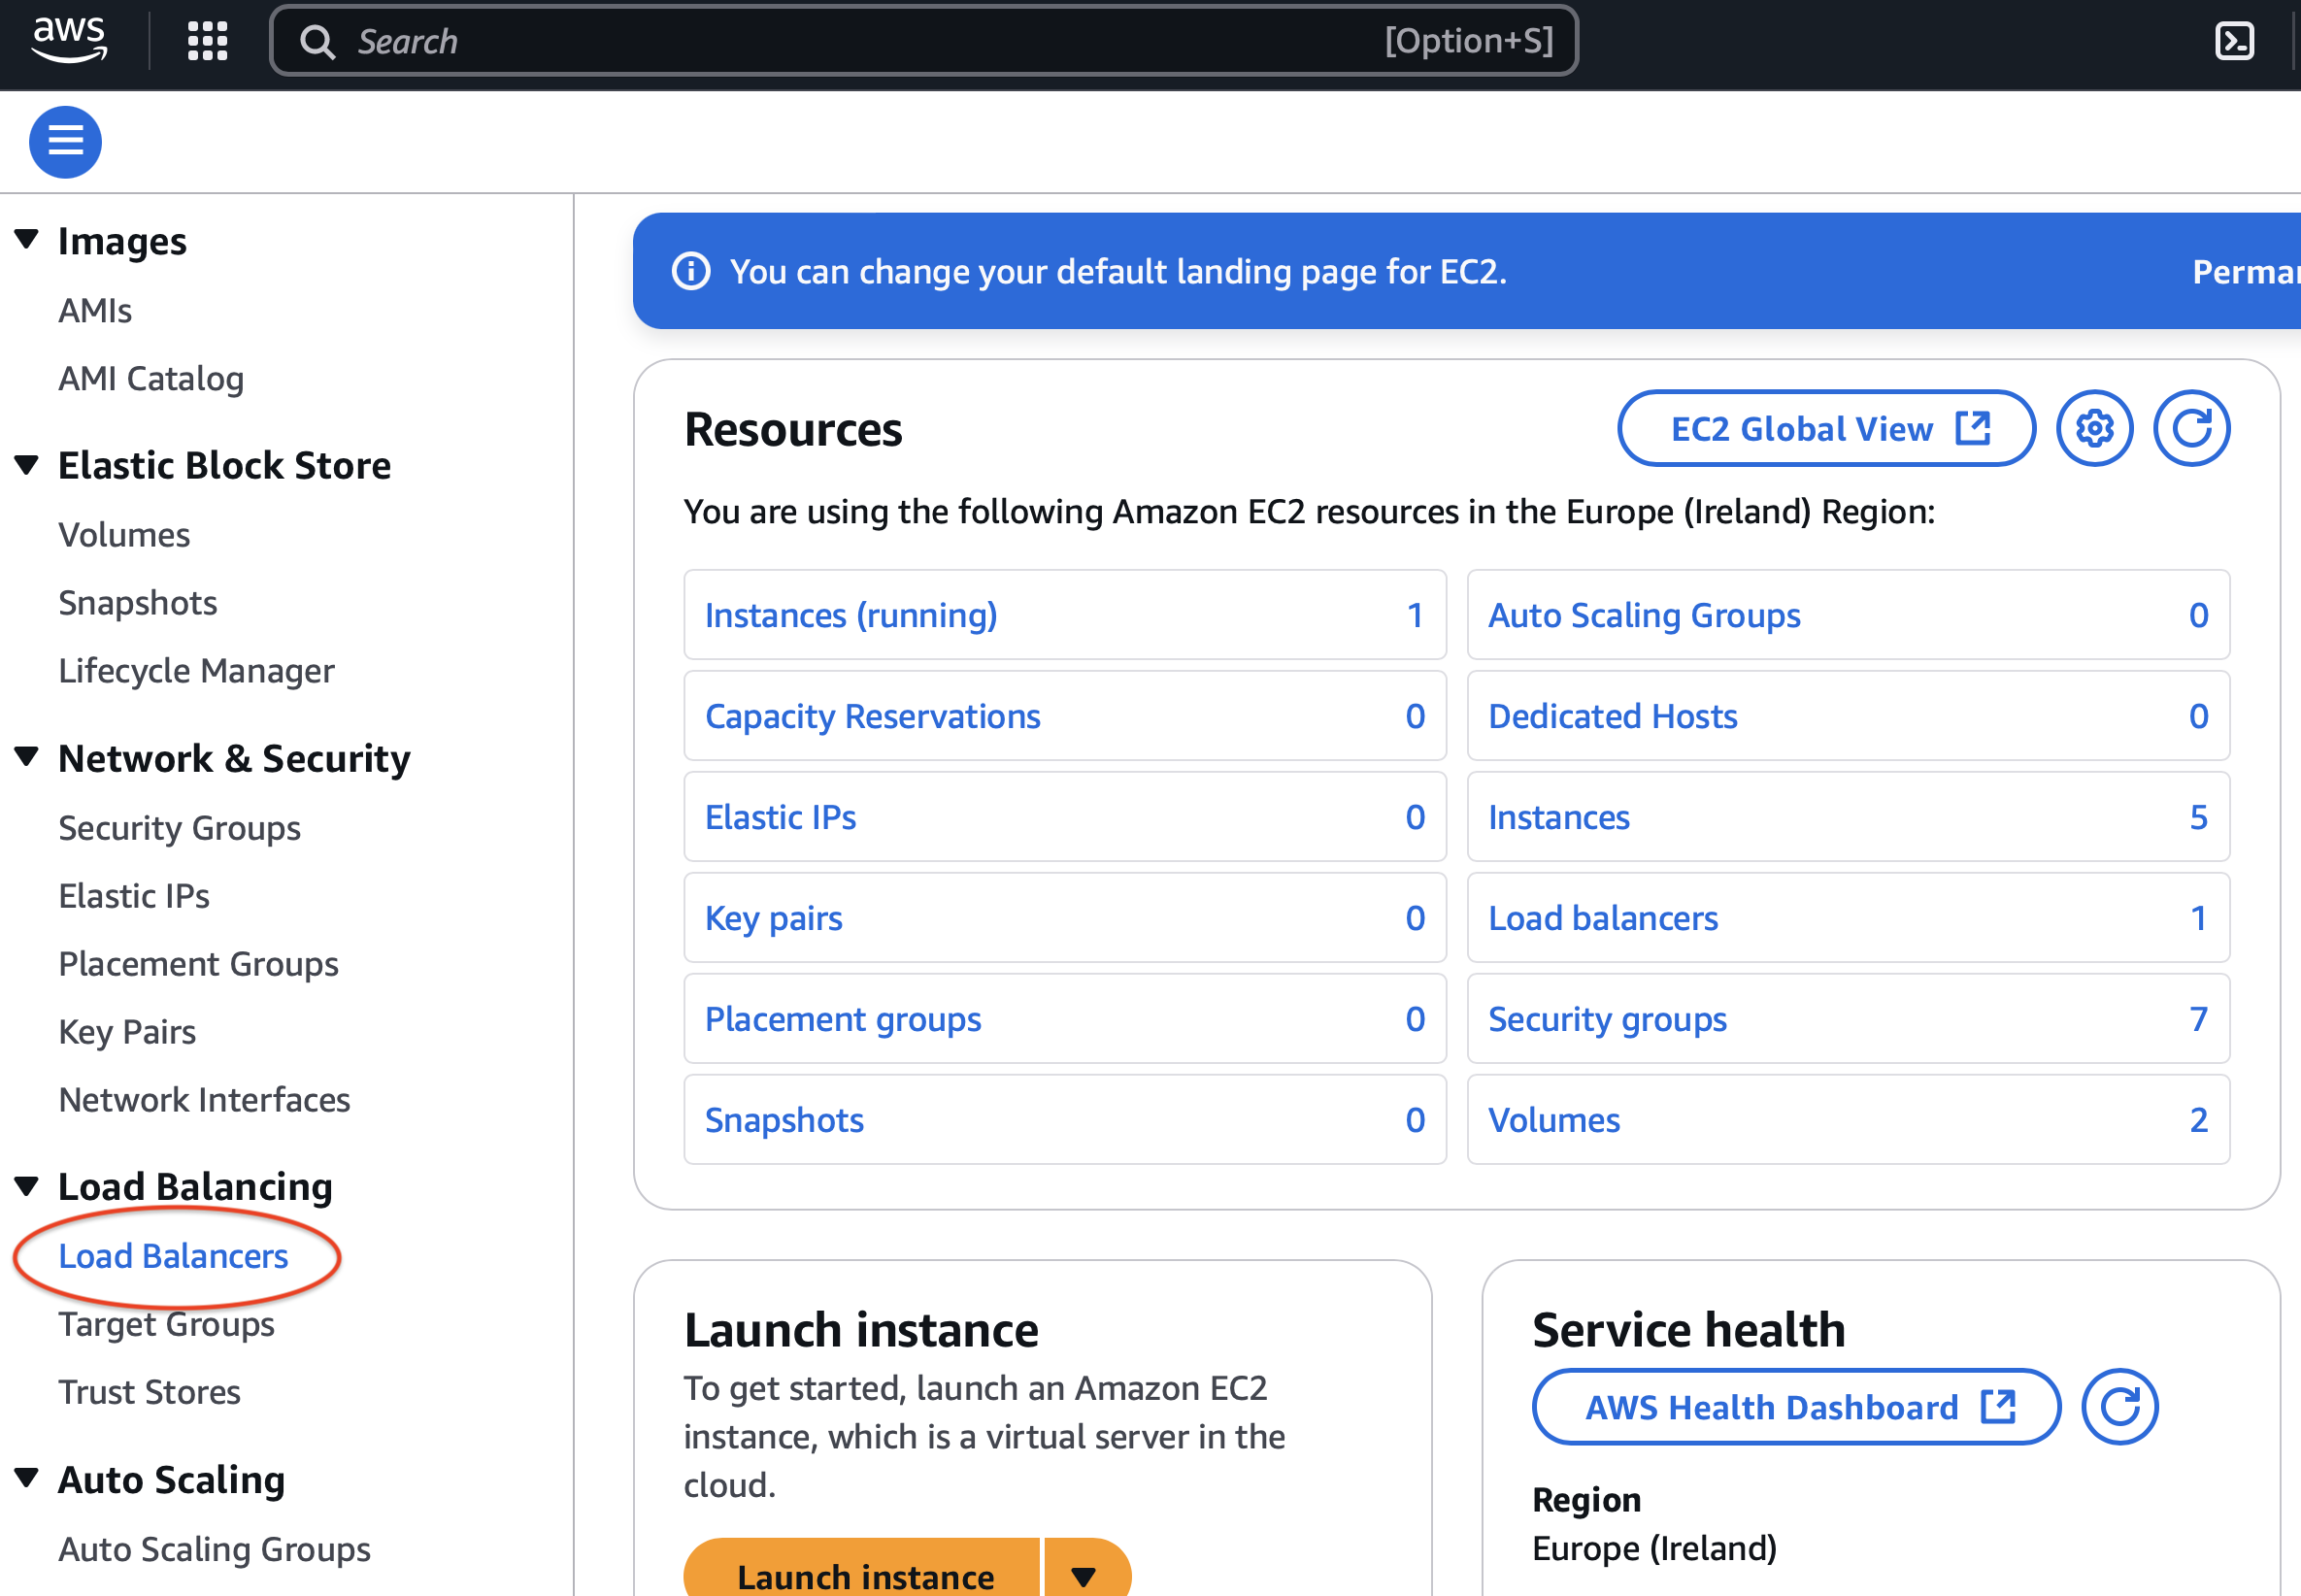 aws
Search
[Option+S]
Images
AMIs
AMI Catalog
Elastic Block Store
Volumes
Snapshots
Lifecycle Manager
Network & Security
Security Groups
Elastic IPs
Placement Groups
Key Pairs
Network Interfaces
Load Balancing
Load Balancers
Target Groups
Trust Stores
Auto Scaling
Auto Scaling Groups
You can change your default landing page for EC2.
Resources
EC2 Global View
You are using the following Amazon EC2 resources in the Europe (Ireland) Region:
Instances (running) 1
Auto Scaling Groups 0
Capacity Reservations 0
Dedicated Hosts 0
Elastic IPs 0
Instances 5
Key pairs 0
Load balancers 1
Placement groups 0
Security groups 7
Snapshots 0
Volumes 2
Launch instance
To get started, launch an Amazon EC2
instance, which is a virtual server in the
cloud.
Launch instance
Service health
AWS Health Dashboard
Region
Europe (Ireland)